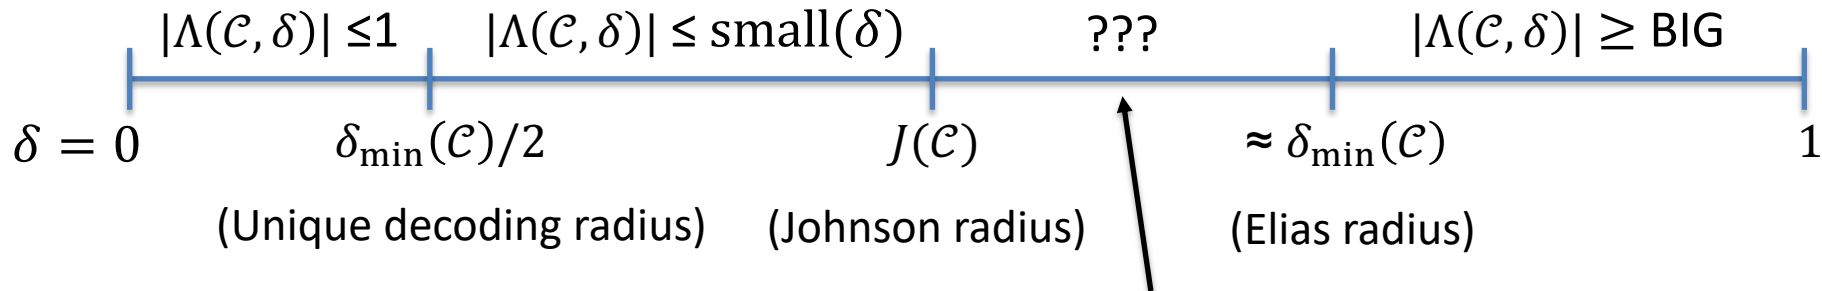 |Λ(𝒞, δ)| ≤1 |Λ(𝒞, δ)| ≤ small(δ) ??? |Λ(𝒞, δ)| ≥ BIG
δ = 0 δ_min(𝒞)/2 J(𝒞) ≈ δ_min(𝒞) 1
(Unique decoding radius) (Johnson radius) (Elias radius)